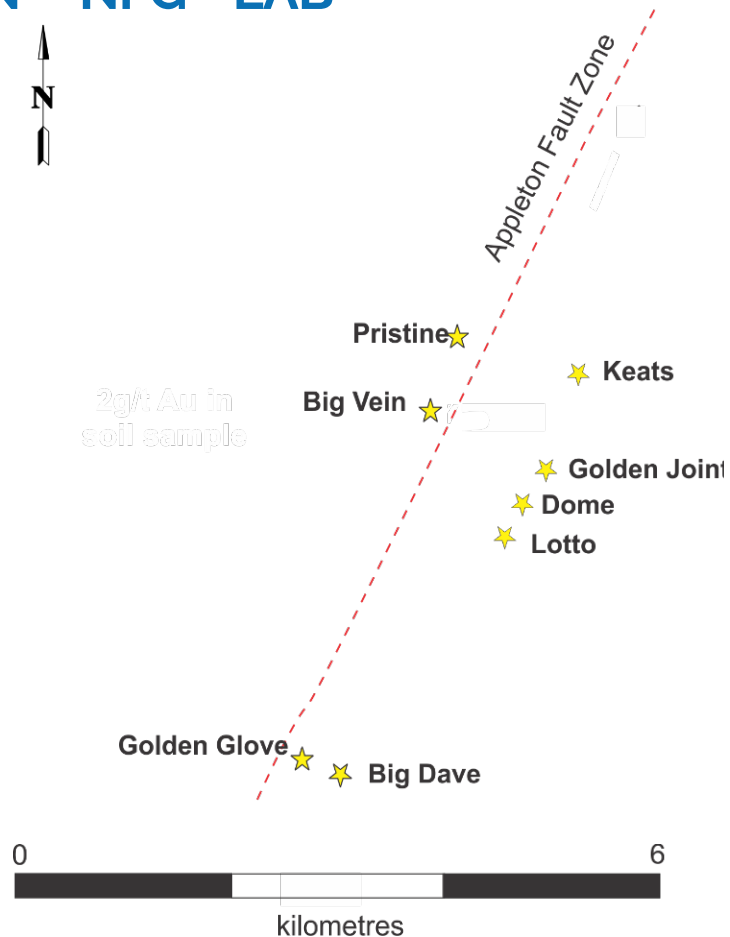 N
Appleton Fault Zone
Pristine
Keats
Big Vein
2g/t Au in
soil sample
Golden Joint
Dome
Lotto
Golden Glove
Big Dave
0 6
kilometres